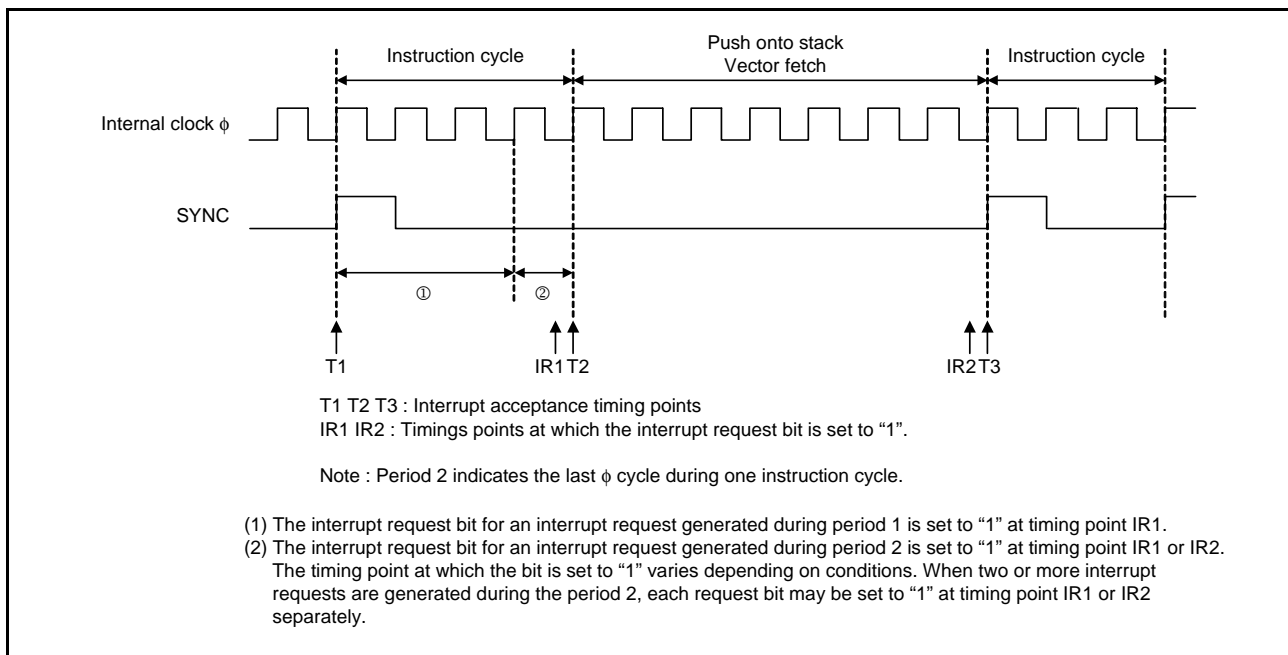 Instruction cycle
Push onto stack
Vector fetch
Instruction cycle
Internal clock ϕ
SYNC
①
②
T1
IR1 T2
IR2 T3
T1 T2 T3 : Interrupt acceptance timing points
IR1 IR2 : Timings points at which the interrupt request bit is set to “1”.
Note : Period 2 indicates the last ϕ cycle during one instruction cycle.
(1) The interrupt request bit for an interrupt request generated during period 1 is set to “1” at timing point IR1.
(2) The interrupt request bit for an interrupt request generated during period 2 is set to “1” at timing point IR1 or IR2.
The timing point at which the bit is set to “1” varies depending on conditions. When two or more interrupt
requests are generated during the period 2, each request bit may be set to “1” at timing point IR1 or IR2
separately.